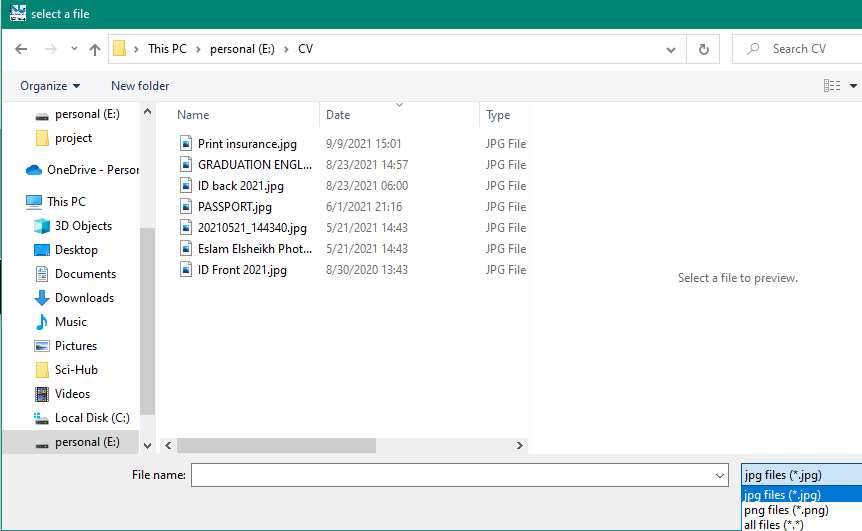 select a file
This PC > personal (E:) > CV
Search CV
Organize
New folder
personal (E:)
project
OneDrive - Person
This PC
3D Objects
Desktop
Documents
Downloads
Music
Pictures
Sci-Hub
Videos
Local Disk (C:)
personal (E:)
Name Date Type
Print insurance.jpg 9/9/2021 15:01 JPG File
GRADUATION ENGL... 8/23/2021 14:57 JPG File
ID back 2021.jpg 8/23/2021 06:00 JPG File
PASSPORT.jpg 6/1/2021 21:16 JPG File
20210521_144340.jpg 5/21/2021 14:43 JPG File
Eslam Elsheikh Phot... 5/21/2021 14:43 JPG File
ID Front 2021.jpg 8/30/2020 13:43 JPG File
Select a file to preview.
File name:
jpg files (*.jpg)
jpg files (*.jpg)
png files (*.png)
all files (*.*)